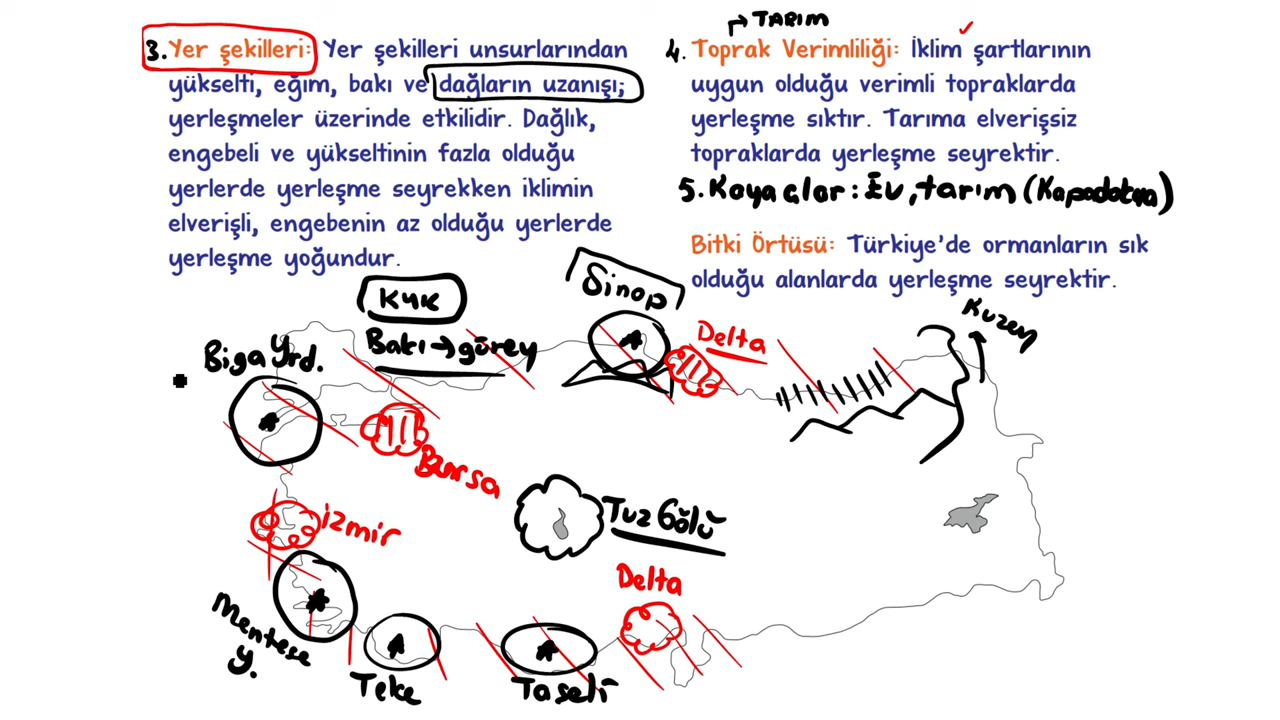 3. Yer şekilleri: Yer şekilleri unsurlarından
yükselti, eğim, bakı ve dağların uzanışı;
yerleşmeler üzerinde etkilidir. Dağlık,
engebeli ve yükseltinin fazla olduğu
yerlerde yerleşme seyrekken iklimin
elverişli, engebenin az olduğu yerlerde
yerleşme yoğundur.
TARIM
4. Toprak Verimliliği: İklim şartlarının
uygun olduğu verimli topraklarda
yerleşme sıktır. Tarıma elverişsiz
topraklarda yerleşme seyrektir.
5. Kayaçlar: Ev, tarım (Kapadokya)
Bitki Örtüsü: Türkiye'de ormanların sık
olduğu alanlarda yerleşme seyrektir.
KYK
Bakı→güney
Sinop
Delta
Kuzey
Biga Yrd.
Bursa
İzmir
Tuz Gölü
Delta
Menteşe
Y.
Teke
Taşeli